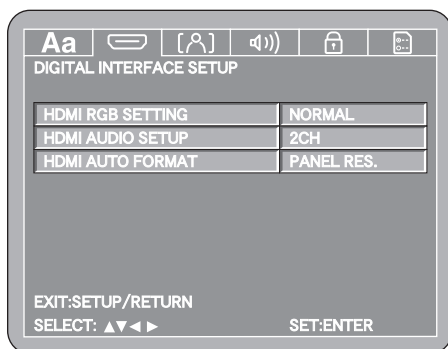 Aa
DIGITAL INTERFACE SETUP
HDMI RGB SETTING NORMAL
HDMI AUDIO SETUP 2CH
HDMI AUTO FORMAT PANEL RES.
EXIT:SETUP/RETURN
SELECT: ▲▼◀ ▶ SET:ENTER